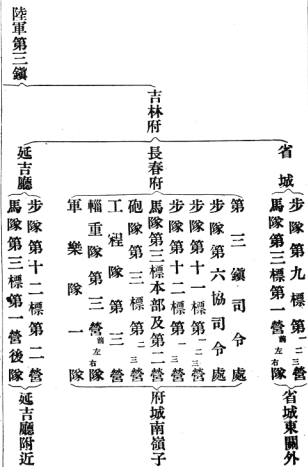 陸軍第三鎭
吉林府
省城
步隊第九標第一二三營
馬隊第三標第一營前左右隊
省城東關外
長春府
第三鎭司令處
步隊第六協司令處
步隊第十一標第一二三營
步隊第十二標第一三營
馬隊第三標本部及第二營
砲隊第三標第二三營
工程隊第三營
輜重隊第三營前左右隊
軍樂隊一隊
府城南嶺子
延吉廳
步隊第十二標第二營
馬隊第三標第一營後隊
延吉廳附近